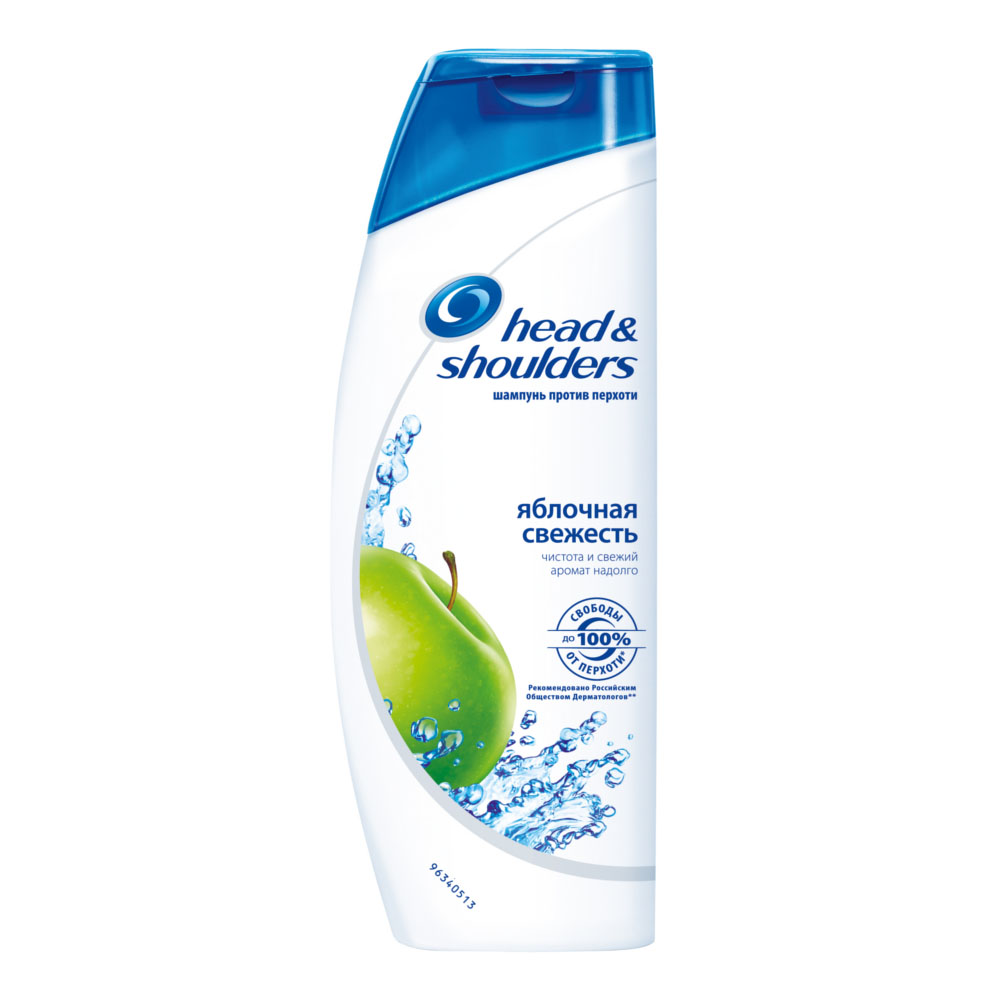 head &
shoulders
шампунь против перхоти
яблочная
свежесть
чистота и свежий
аромат надолго
СВОБОДЫ
ДО 100%
ОТ ПЕРХОТИ*
Рекомендовано Российским
Обществом Дерматологов**
96340513